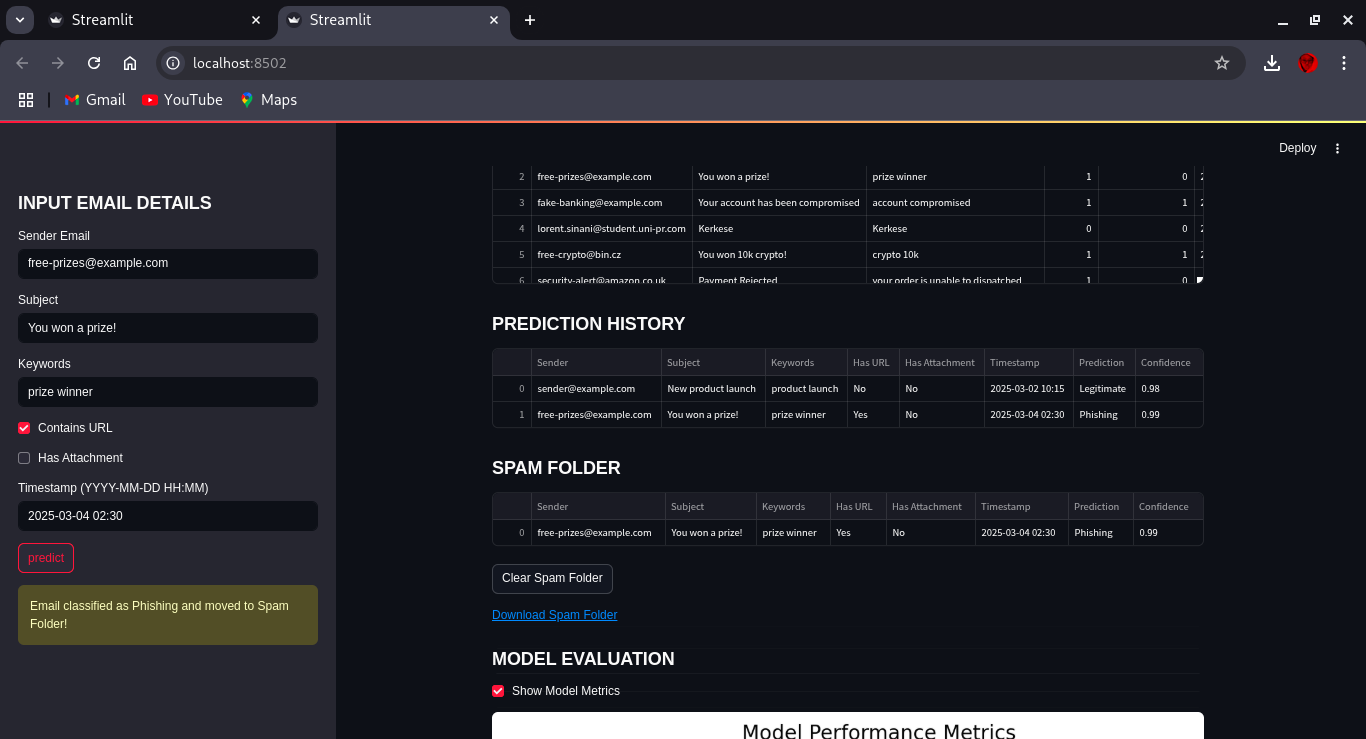 Streamlit
Streamlit
localhost:8502
Gmail YouTube Maps
Deploy
INPUT EMAIL DETAILS
Sender Email
free-prizes@example.com
Subject
You won a prize!
Keywords
prize winner
Contains URL
Has Attachment
Timestamp (YYYY-MM-DD HH:MM)
2025-03-04 02:30
predict
Email classified as Phishing and moved to Spam
Folder!
2 free-prizes@example.com You won a prize! prize winner 1 0 2
3 fake-banking@example.com Your account has been compromised account compromised 1 1 2
4 lorent.sinani@student.uni-pr.com Kerkese Kerkese 0 0 2
5 free-crypto@bin.cz You won 10k crypto! crypto 10k 1 1 2
6 security-alert@amazon.co.uk Payment Rejected your order is unable to dispatched 1 0
PREDICTION HISTORY
Sender Subject Keywords Has URL Has Attachment Timestamp Prediction Confidence
0 sender@example.com New product launch product launch No No 2025-03-02 10:15 Legitimate 0.98
1 free-prizes@example.com You won a prize! prize winner Yes No 2025-03-04 02:30 Phishing 0.99
SPAM FOLDER
Sender Subject Keywords Has URL Has Attachment Timestamp Prediction Confidence
0 free-prizes@example.com You won a prize! prize winner Yes No 2025-03-04 02:30 Phishing 0.99
Clear Spam Folder
Download Spam Folder
MODEL EVALUATION
Show Model Metrics
Model Performance Metrics